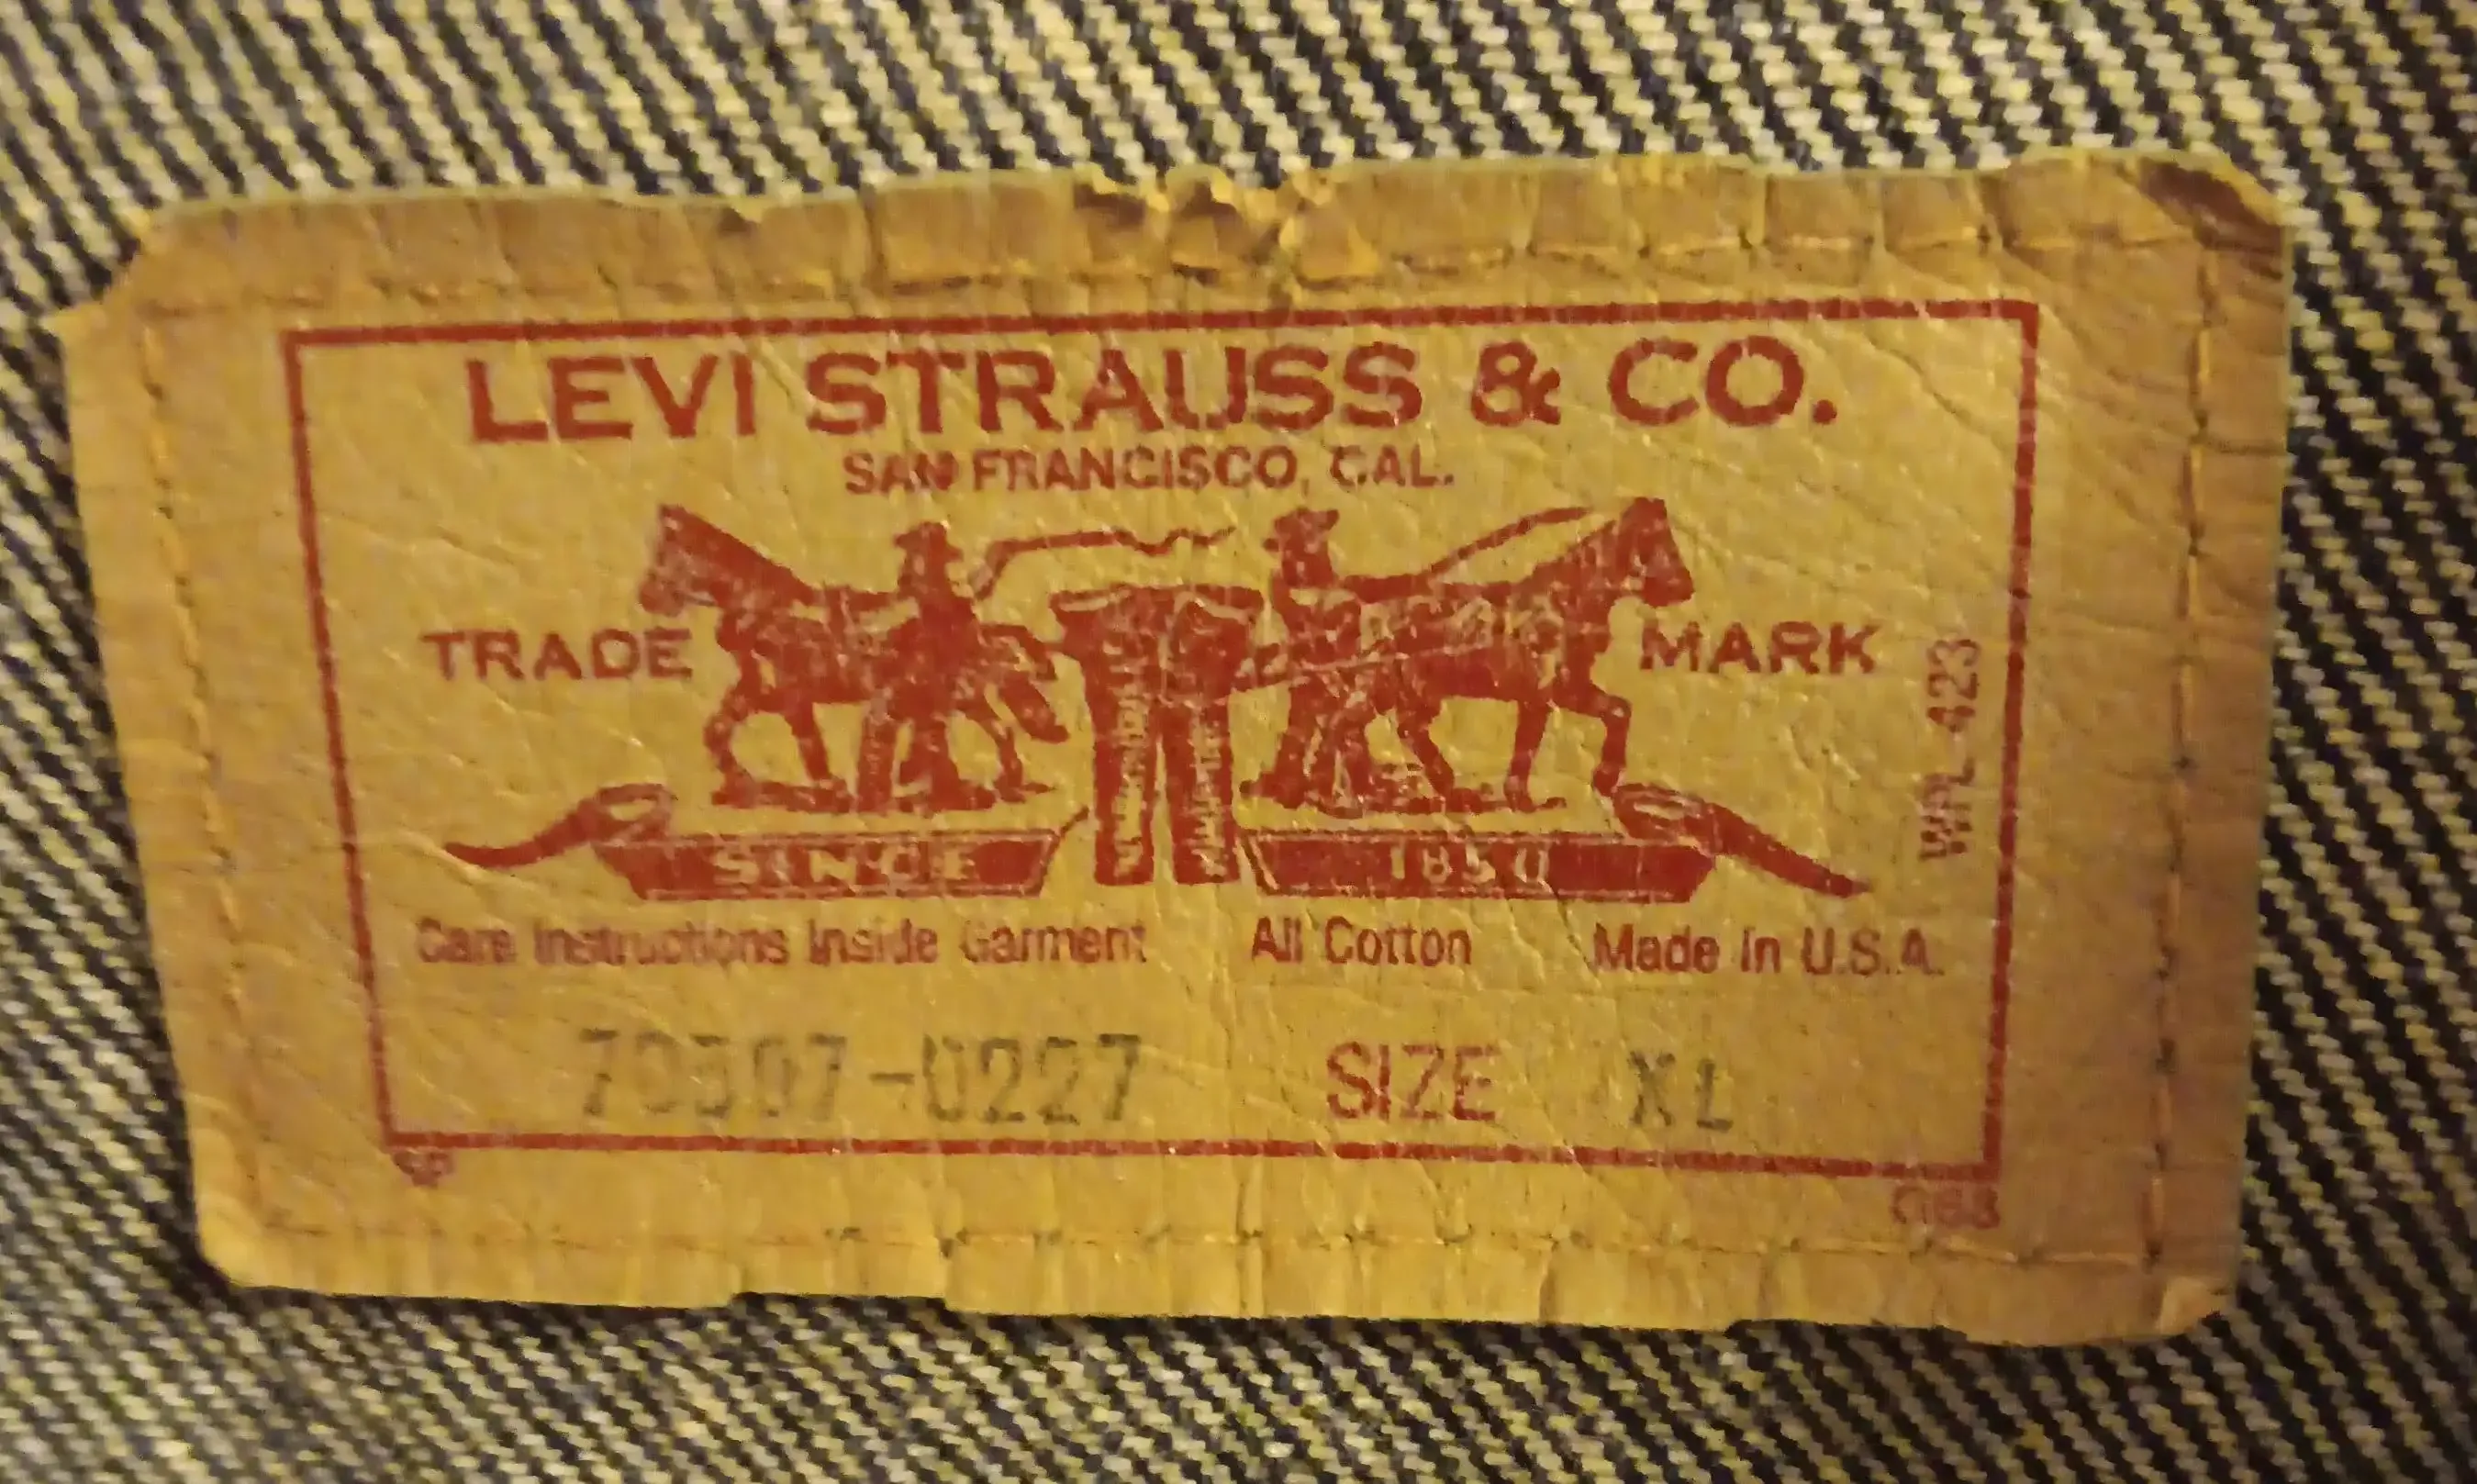 LEVI STRAUSS & CO.
SAN FRANCISCO, CAL.
TRADE MARK
WPL 423
SINCE 1850
Care Instructions Inside Garment All Cotton Made in U.S.A.
70507-0227 SIZE XL